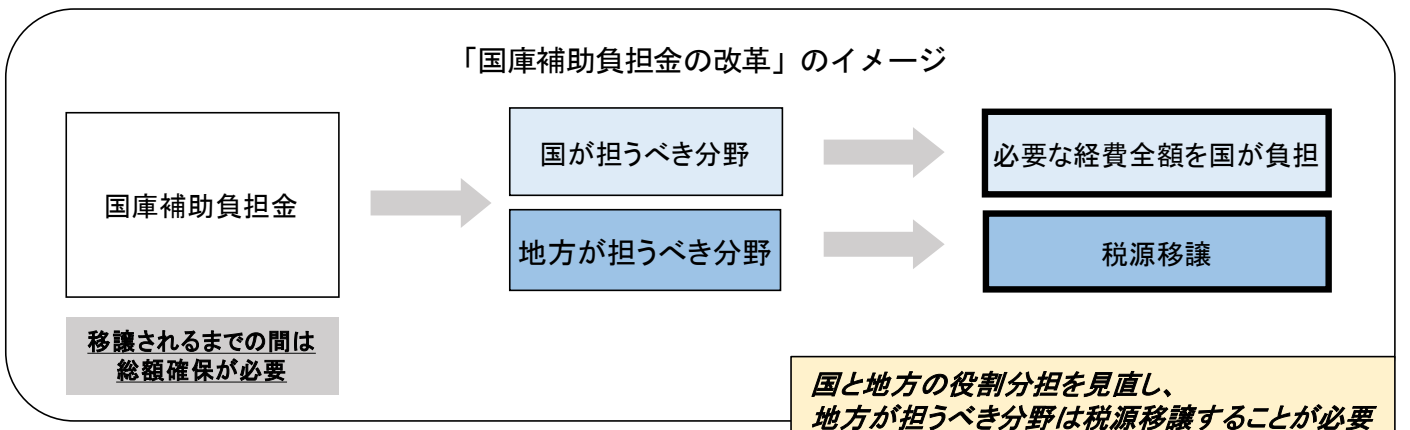 「国庫補助負担金の改革」のイメージ
国庫補助負担金
国が担うべき分野
必要な経費全額を国が負担
地方が担うべき分野
税源移譲
移譲されるまでの間は
総額確保が必要
国と地方の役割分担を見直し、
地方が担うべき分野は税源移譲することが必要